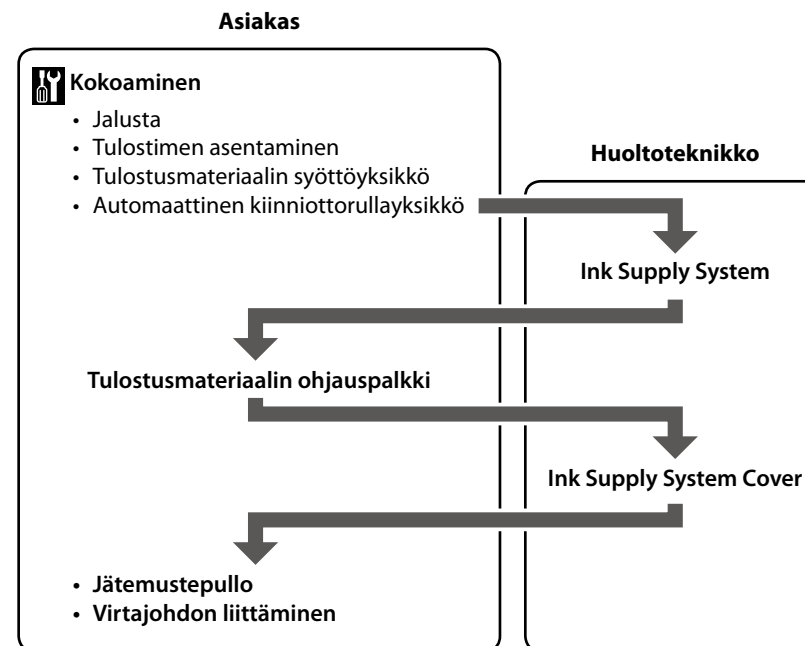 Asiakas
Kokoaminen
• Jalusta
• Tulostimen asentaminen
• Tulostusmateriaalin syöttöyksikkö
• Automaattinen kiinniottorullayksikkö
Huoltoteknikko
Ink Supply System
Tulostusmateriaalin ohjauspalkki
Ink Supply System Cover
• Jätemustepullo
• Virtajohdon liittäminen